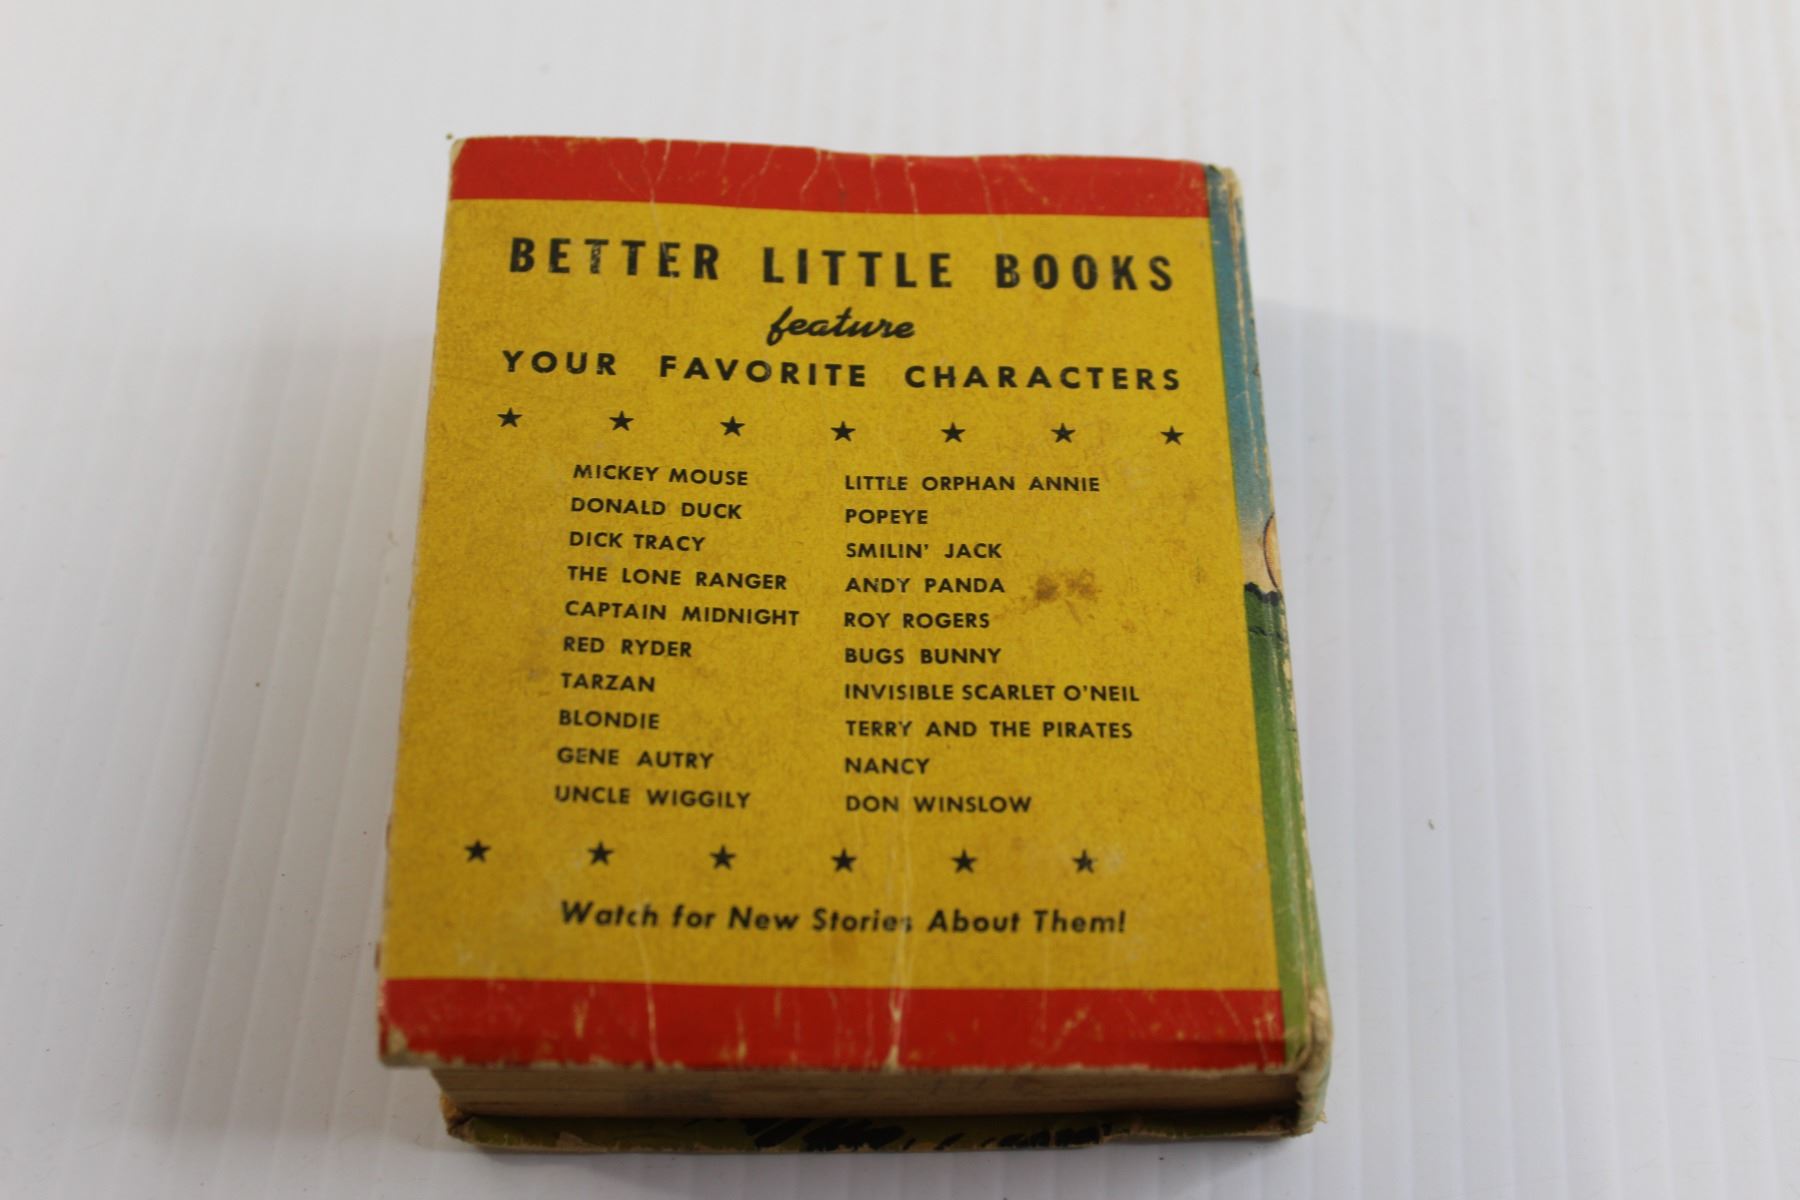 BETTER LITTLE BOOKS
feature
YOUR FAVORITE CHARACTERS
MICKEY MOUSE
DONALD DUCK
DICK TRACY
THE LONE RANGER
CAPTAIN MIDNIGHT
RED RYDER
TARZAN
BLONDIE
GENE AUTRY
UNCLE WIGGILY
LITTLE ORPHAN ANNIE
POPEYE
SMILIN' JACK
ANDY PANDA
ROY ROGERS
BUGS BUNNY
INVISIBLE SCARLET O'NEIL
TERRY AND THE PIRATES
NANCY
DON WINSLOW
Watch for New Stories About Them!